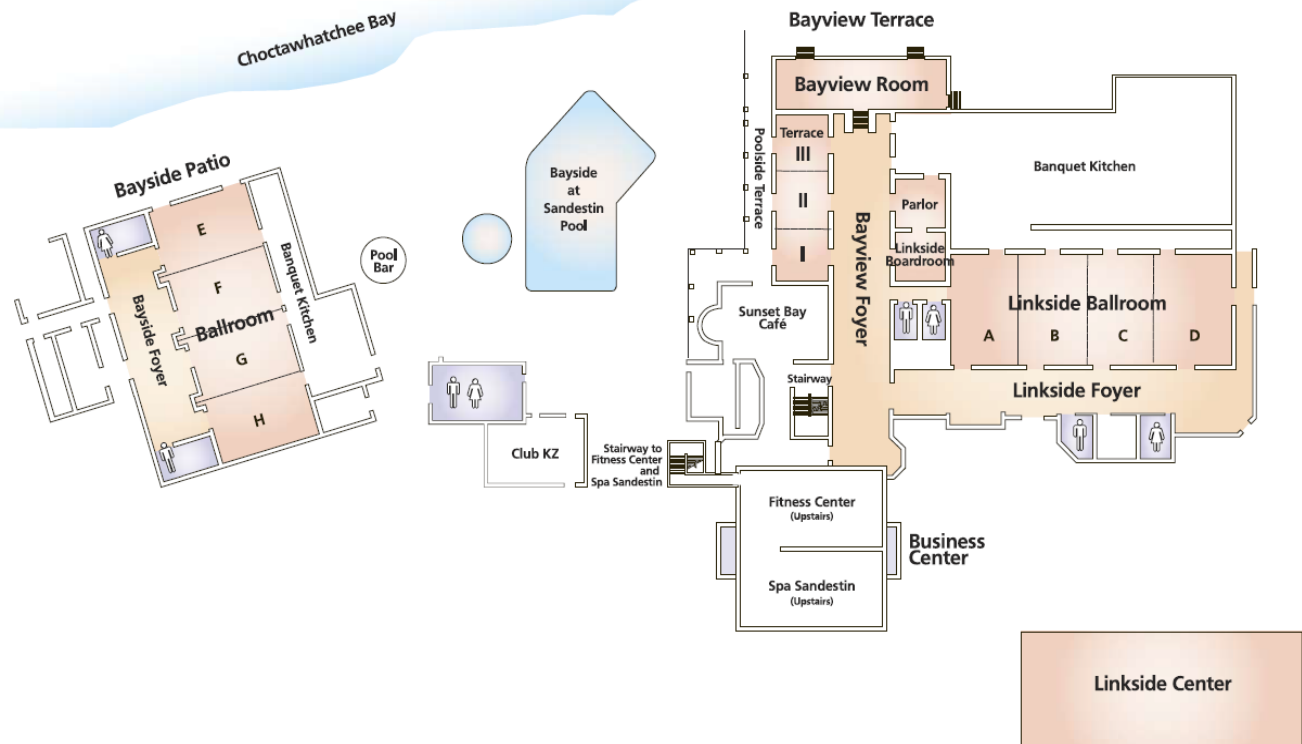 Choctawhatchee Bay
Bayview Terrace
Bayview Room
Bayside Patio
E
F
Ballroom
G
H
Bayside Foyer
Banquet Kitchen
Pool
Bar
Bayside
at
Sandestin
Pool
Poolside Terrace
Terrace
III
II
I
Bayview Foyer
Banquet Kitchen
Parlor
Linkside
Boardroom
Linkside Ballroom
A
B
C
D
Linkside Foyer
Sunset Bay
Café
Stairway
Club KZ
Stairway to
Fitness Center
and
Spa Sandestin
Fitness Center
(Upstairs)
Spa Sandestin
(Upstairs)
Business
Center
Linkside Center